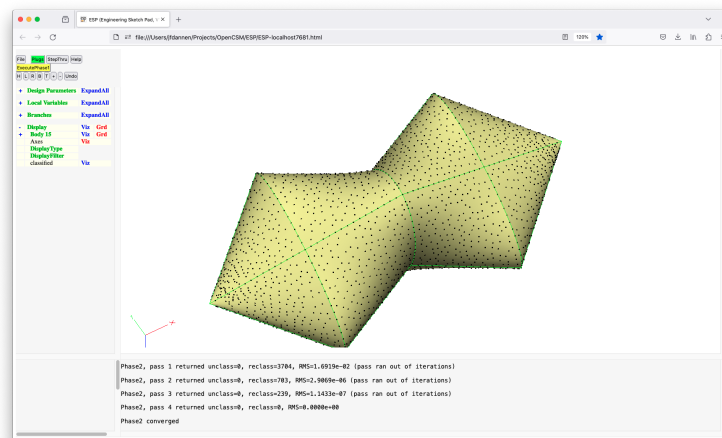 ESP (Engineering Sketch Pad, V
file:///Users/jfdannen/Projects/OpenCSM/ESP/ESP-localhost7681.html
120%
File Plugs StepThru Help
ExecutePhase1
H L R B T + - Undo
+ Design Parameters ExpandAll
+ Local Variables ExpandAll
+ Branches ExpandAll
- Display Viz Grd
+ Body 15 Viz Grd
Axes Viz
DisplayType
DisplayFilter
classified Viz
Phase2, pass 1 returned unclass=0, reclass=3704, RMS=1.6919e-02 (pass ran out of iterations)
Phase2, pass 2 returned unclass=0, reclass=703, RMS=2.9069e-06 (pass ran out of iterations)
Phase2, pass 3 returned unclass=0, reclass=239, RMS=1.1433e-07 (pass ran out of iterations)
Phase2, pass 4 returned unclass=0, reclass=0, RMS=0.0000e+00
Phase2 converged